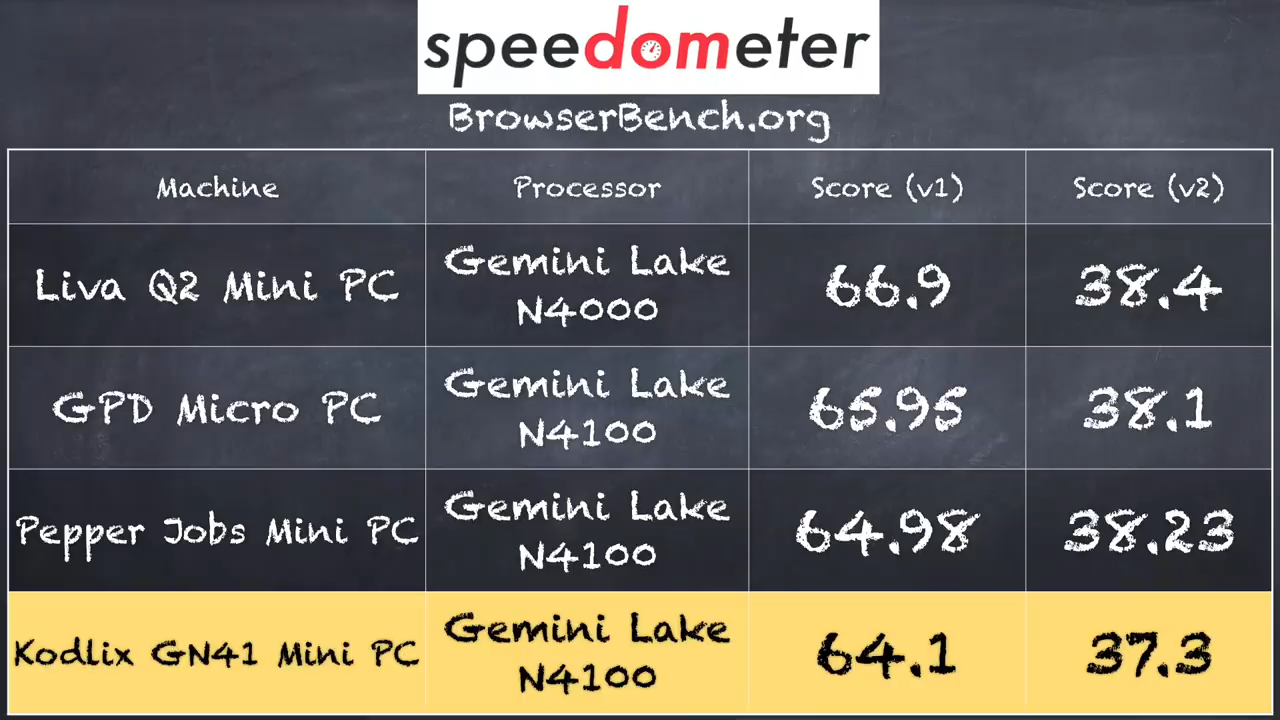 speedometer
BrowserBench.org
Machine Processor Score (v1) Score (v2)
Liva Q2 Mini PC Gemini Lake N4000 66.9 38.4
GPD Micro PC Gemini Lake N4100 65.95 38.1
Pepper Jobs Mini PC Gemini Lake N4100 64.98 38.23
Kodlix GN41 Mini PC Gemini Lake N4100 64.1 37.3